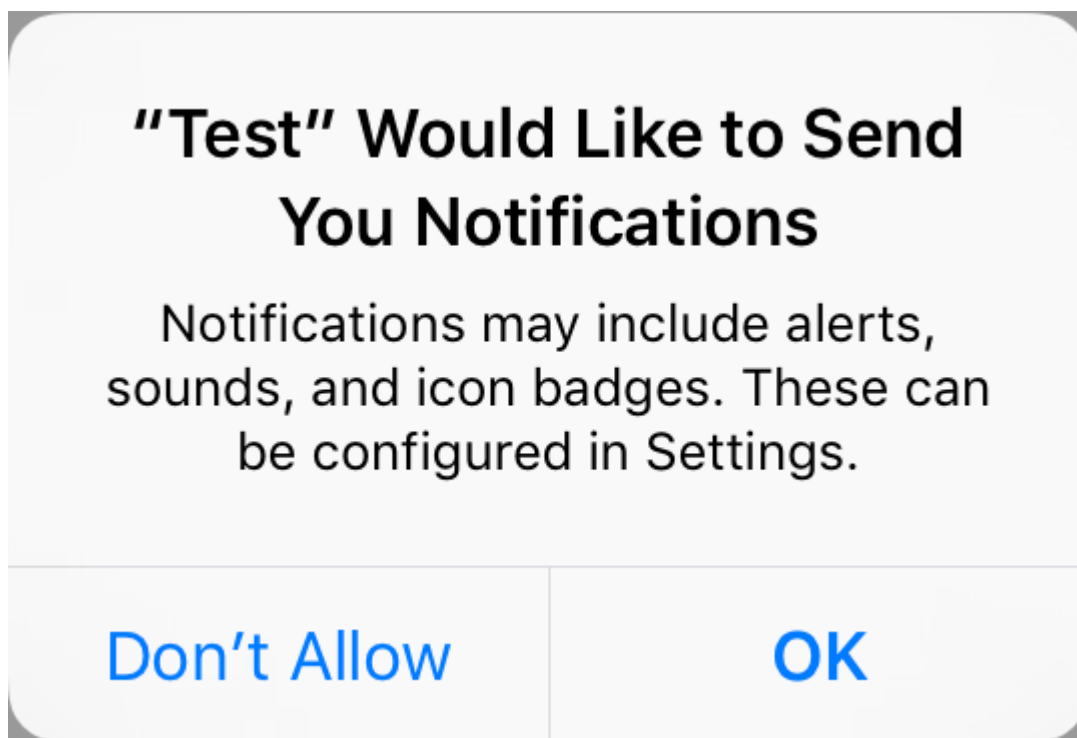 “Test” Would Like to Send
You Notifications
Notifications may include alerts,
sounds, and icon badges. These can
be configured in Settings.
Don’t Allow
OK